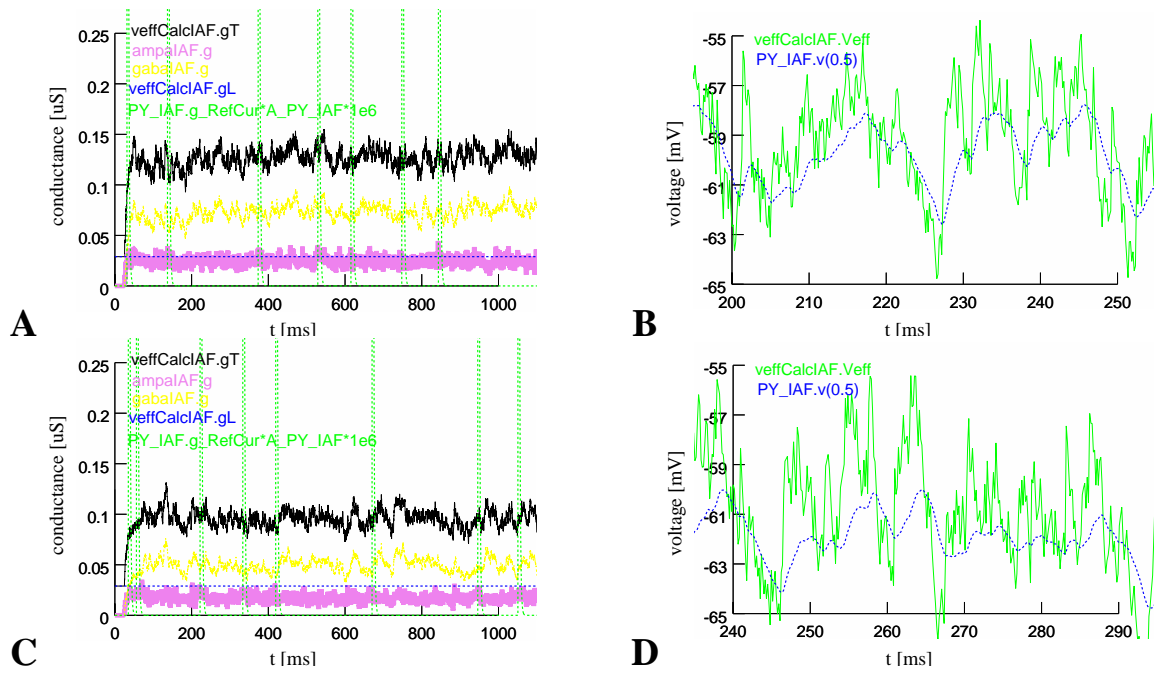 0.25
veffCalcIAF.gT
ampaIAF.g
0.2
gabaIAF.g
veffCalcIAF.gL
PY_IAF.g_RefCur*A_PY_IAF*1e6
0.15
0.1
0.05
0
conductance [uS]
0 200 400 600 800 1000
t [ms]
A
-55
veffCalcIAF.Veff
PY_IAF.v(0.5)
-57
-59
-61
-63
-65
voltage [mV]
200 210 220 230 240 250
t [ms]
B
0.25
veffCalcIAF.gT
ampaIAF.g
gabaIAF.g
0.2
veffCalcIAF.gL
PY_IAF.g_RefCur*A_PY_IAF*1e6
0.15
0.1
0.05
0
conductance [uS]
0 200 400 600 800 1000
t [ms]
C
-55
veffCalcIAF.Veff
PY_IAF.v(0.5)
-57
-59
-61
-63
-65
voltage [mV]
240 250 260 270 280 290
t [ms]
D